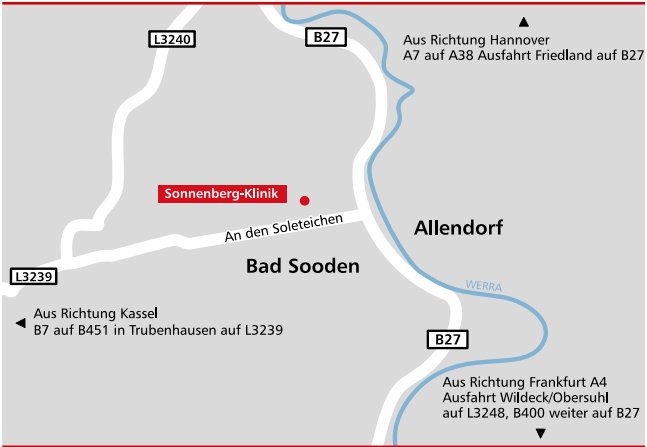 L3240
B27
Aus Richtung Hannover
A7 auf A38 Ausfahrt Friedland auf B27
Sonnenberg-Klinik
An den Soleteichen
Allendorf
Bad Sooden
L3239
WERRA
Aus Richtung Kassel
B7 auf B451 in Trubenhausen auf L3239
B27
Aus Richtung Frankfurt A4
Ausfahrt Wildeck/Obersuhl
auf L3248, B400 weiter auf B27